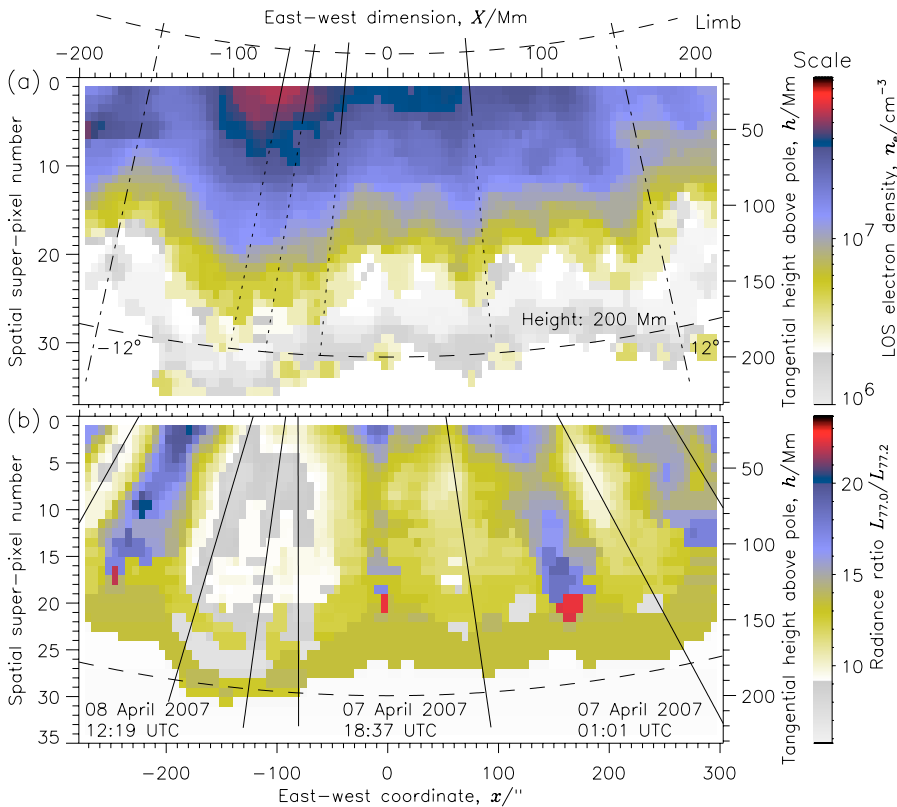 East-west dimension, X/Mm
Limb
-200 -100 0 100 200
Scale
(a)
0
10
20
30
Spatial super-pixel number
Height: 200 Mm
-12°
12°
50
100
150
200
Tangential height above pole, h/Mm
10⁷
10⁶
LOS electron density, nₑ/cm⁻³
(b)
0
5
10
15
20
25
30
35
Spatial super-pixel number
08 April 2007
12:19 UTC
07 April 2007
18:37 UTC
07 April 2007
01:01 UTC
50
100
150
200
Tangential height above pole, h/Mm
20
15
10
Radiance ratio L₇₇.₀/L₇₇.₂
-200 -100 0 100 200 300
East-west coordinate, x/"